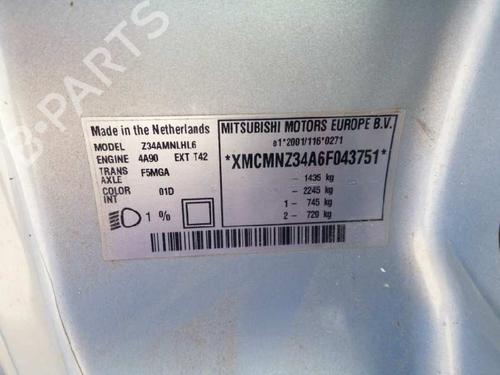 B-PARTS
Made in the Netherlands
MODEL Z34AMNLHL6
ENGINE 4A90 EXT T42
TRANS AXLE F5MGA
COLOR INT 01D
1 %
MITSUBISHI MOTORS EUROPE B.V.
e1*2001/116*0271
*XMCMNZ34A6F043751*
- 1435 kg
- 2245 kg
1 - 745 kg
2 - 720 kg